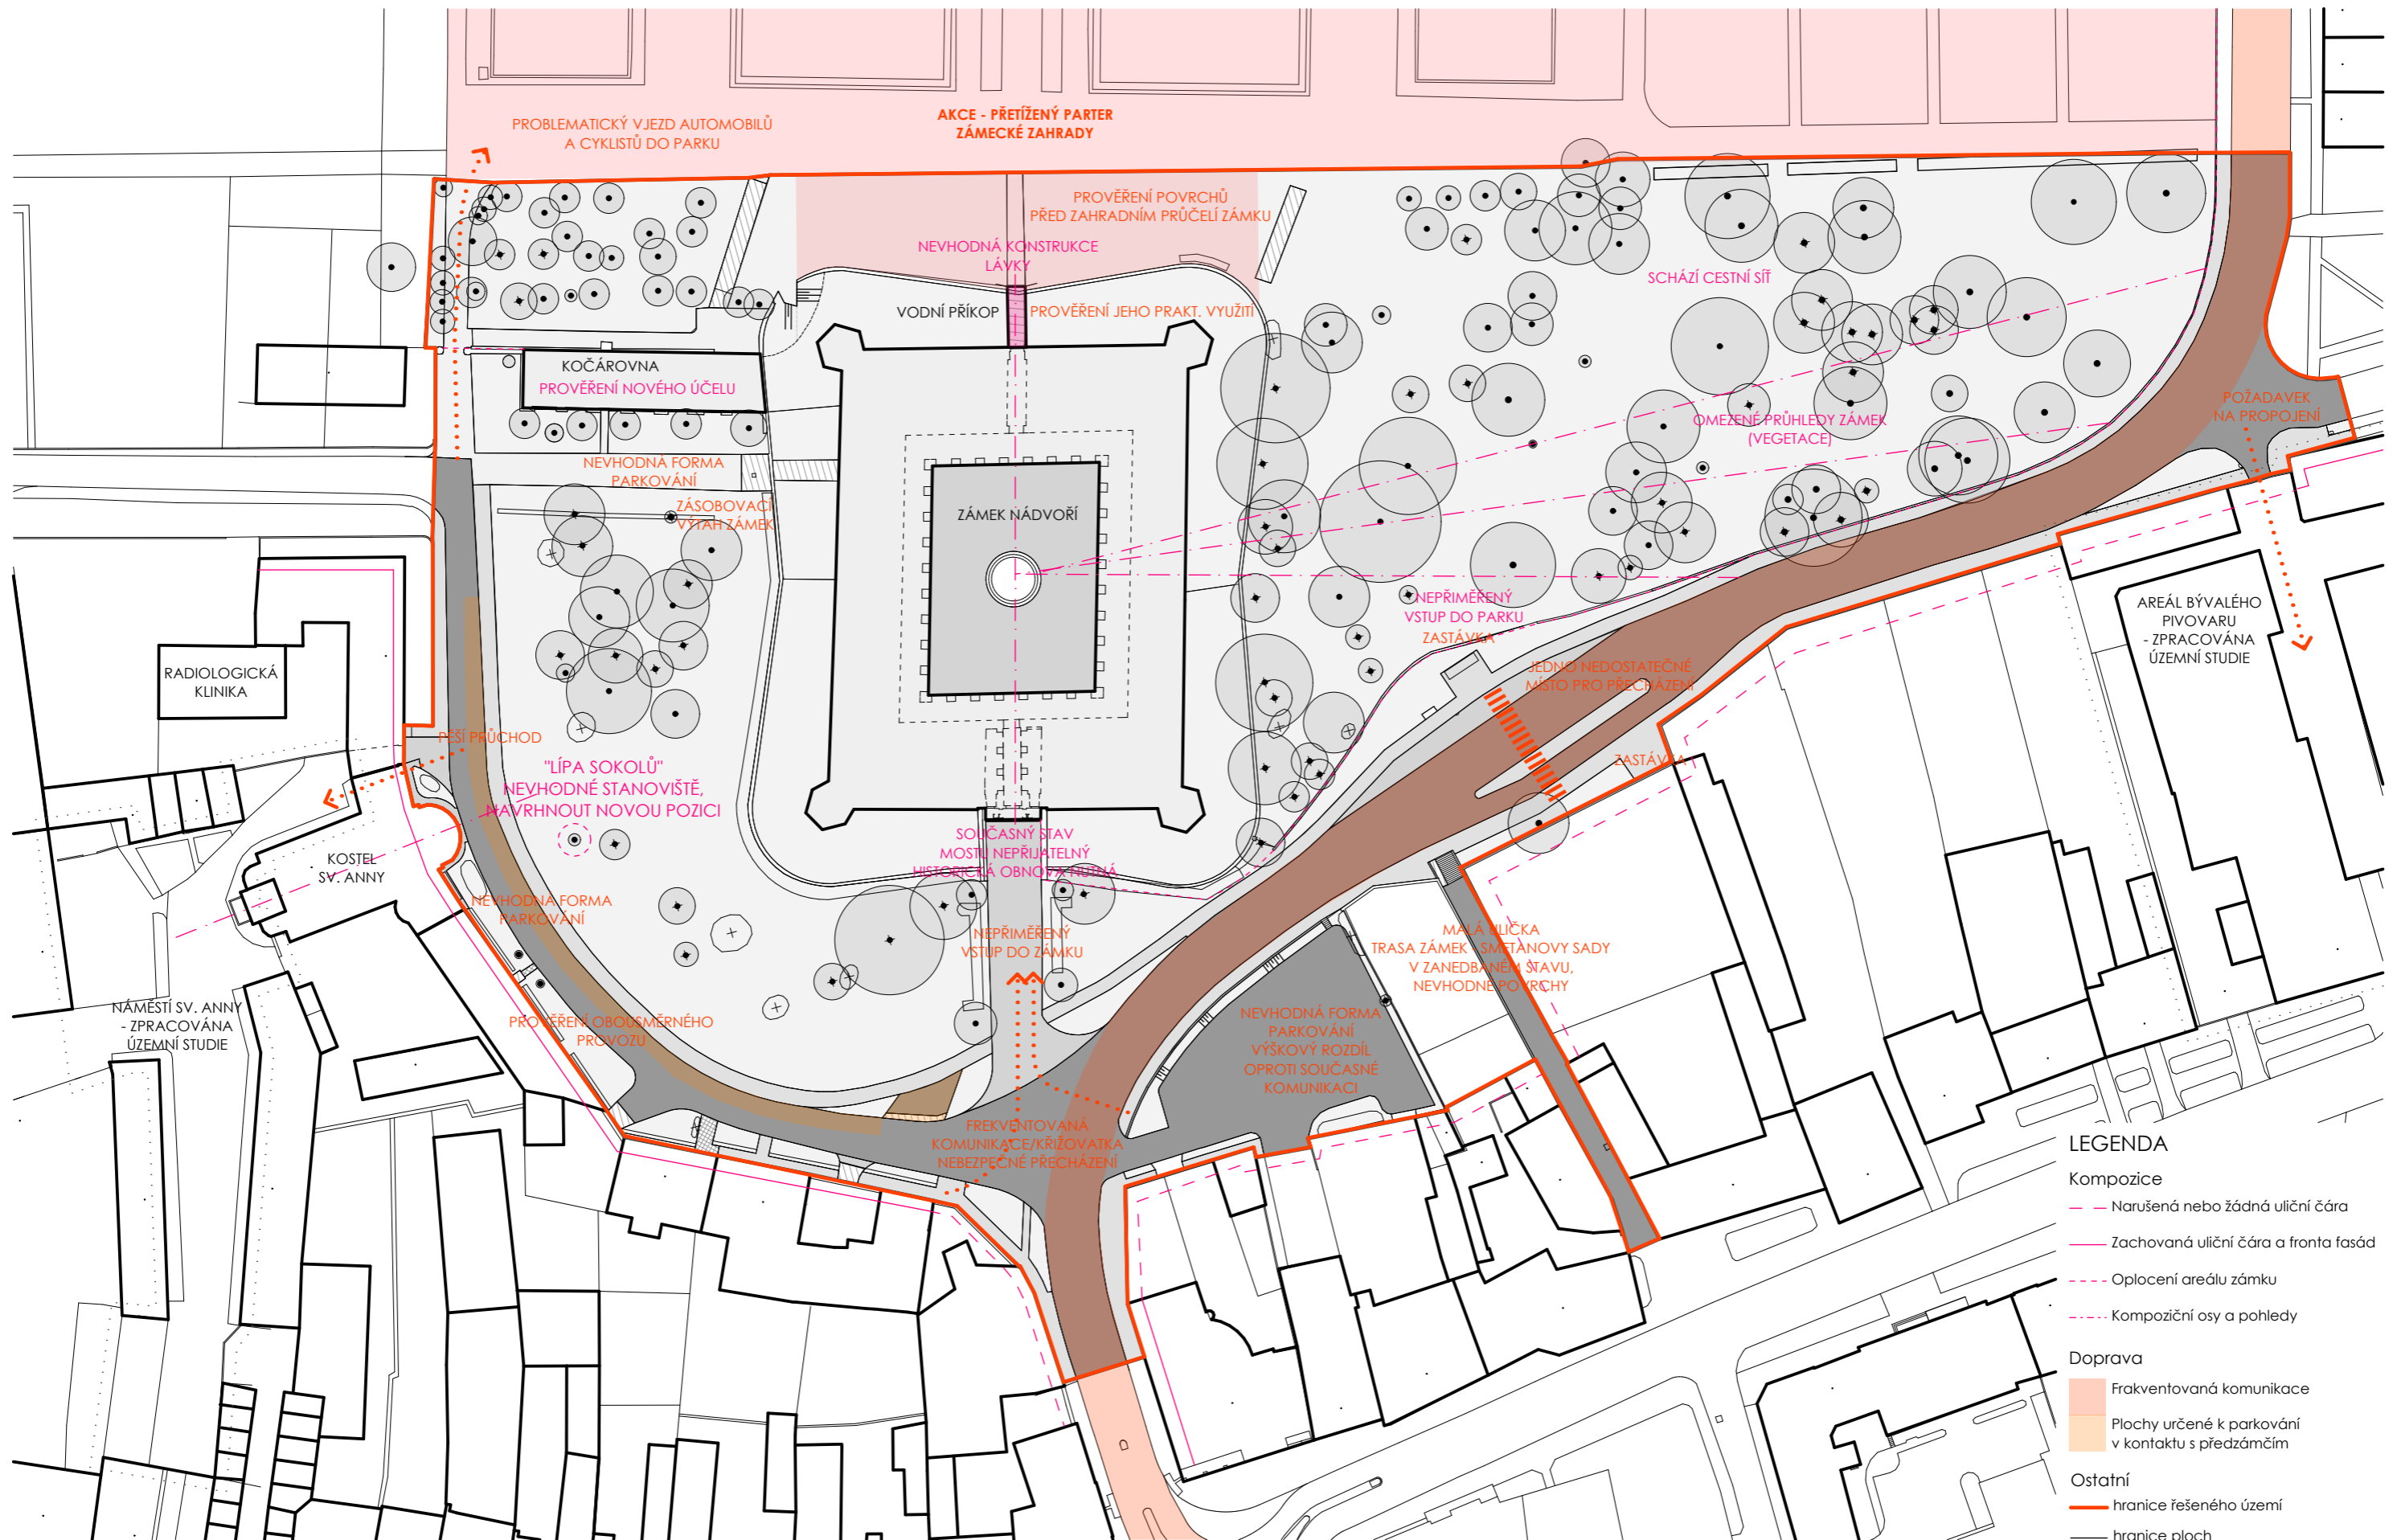 PROBLEMATICKÝ VJEZD AUTOMOBILŮ
A CYKLISTŮ DO PARKU
AKCE - PŘETÍŽENÝ PARTER
ZÁMECKÉ ZAHRADY
PROVĚŘENÍ POVRCHŮ
PŘED ZAHRADNÍM PRŮČELÍ ZÁMKU
NEVHODNÁ KONSTRUKCE
LÁVKY
SCHÁZÍ CESTNÍ SÍŤ
VODNÍ PŘÍKOP
PROVĚŘENÍ JEHO PRAKT. VYUŽITÍ
KOČÁROVNA
PROVĚŘENÍ NOVÉHO ÚČELU
POŽADAVEK
NA PROPOJENÍ
OMEZENÉ PRŮHLEDY ZÁMEK
(VEGETACE)
NEVHODNÁ FORMA
PARKOVÁNÍ
ZÁSOBOVACÍ
VÝTAH ZÁMEK
ZÁMEK NÁDVOŘÍ
NEPŘIMĚŘENÝ
VSTUP DO PARKU
ZASTÁVKA
AREÁL BÝVALÉHO
PIVOVARU
- ZPRACOVÁNA
ÚZEMNÍ STUDIE
RADIOLOGICKÁ
KLINIKA
JEDNO NEDOSTATEČNÉ
MÍSTO PRO PŘECHÁZENÍ
PĚŠÍ PRŮCHOD
ZASTÁVKA
"LÍPA SOKOLŮ"
NEVHODNÉ STANOVIŠTĚ,
NAVRHNOUT NOVOU POZICI
SOUČASNÝ STAV
MOSTU NEPŘIJATELNÝ
HISTORICKÁ OBNOVA NUTNÁ
KOSTEL
SV. ANNY
NEVHODNÁ FORMA
PARKOVÁNÍ
NEPŘIMĚŘENÝ
VSTUP DO ZÁMKU
MALÁ ULIČKA
TRASA ZÁMEK - SMETANOVY SADY
V ZANEDBANÉM STAVU,
NEVHODNÉ POVRCHY
NÁMĚSTÍ SV. ANNY
- ZPRACOVÁNA
ÚZEMNÍ STUDIE
PROVĚŘENÍ OBOUSMĚRNÉHO
PROVOZU
NEVHODNÁ FORMA
PARKOVÁNÍ
VÝŠKOVÝ ROZDÍL
OPROTI SOUČASNÉ
KOMUNIKACI
FREKVENTOVANÁ
KOMUNIKACE/KŘIŽOVATKA
NEBEZPEČNÉ PŘECHÁZENÍ
LEGENDA
Kompozice
Narušená nebo žádná uliční čára
Zachovaná uliční čára a fronta fasád
Oplocení areálu zámku
Kompoziční osy a pohledy
Doprava
Frakventovaná komunikace
Plochy určené k parkování
v kontaktu s předzámčím
Ostatní
hranice řešeného území
hranice ploch